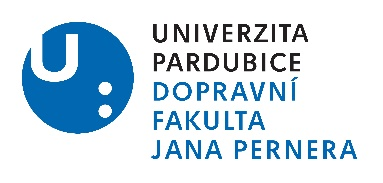 U:
UNIVERZITA
PARDUBICE
DOPRAVNÍ
FAKULTA
JANA PERNERA